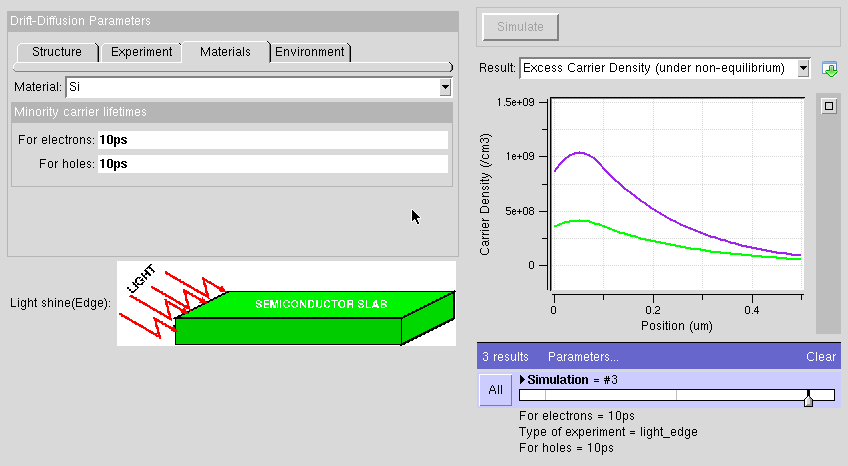 Drift-Diffusion Parameters
Structure Experiment Materials Environment
Material: Si
Minority carrier lifetimes
For electrons: 10ps
For holes: 10ps
Light shine(Edge):
LIGHT
SEMICONDUCTOR SLAB
Simulate
Result: Excess Carrier Density (under non-equilibrium)
Carrier Density (/cm3)
1.5e+09
1e+09
5e+08
0
0 0.2 0.4
Position (um)
3 results Parameters... Clear
All
Simulation = #3
For electrons = 10ps
Type of experiment = light_edge
For holes = 10ps